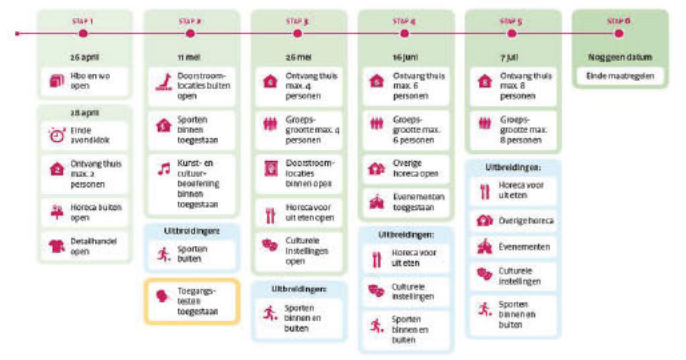 STAP 1
26 april
Hbo en wo
open
28 april
Einde
avondklok
2
Ontvang thuis
max. 2
personen
Horeca buiten
open
Detailhandel
open
STAP 2
11 mei
Doorstroom-
locaties buiten
open
Sporten
binnen
toegestaan
Kunst- en
cultuur-
beoefening
binnen
toegestaan
Uitbreidingen:
Sporten
buiten
Toegangs-
testen
toegestaan
STAP 3
26 mei
4
Ontvang thuis
max. 4
personen
Groeps-
grootte max. 4
personen
Doorstroom-
locaties
binnen open
Horeca voor
uit eten open
Culturele
instellingen
open
Uitbreidingen:
Sporten
binnen en
buiten
STAP 4
16 juni
6
Ontvang thuis
max. 6
personen
Groeps-
grootte max.
6 personen
Overige
horeca open
Evenementen
toegestaan
Uitbreidingen:
Horeca voor
uit eten
Culturele
instellingen
Sporten
binnen en
buiten
STAP 5
7 juli
8
Ontvang thuis
max. 8
personen
Groeps-
grootte
max. 8 personen
Uitbreidingen:
Horeca voor
uit eten
Overige horeca
Evenementen
Culturele
instellingen
Sporten
binnen en
buiten
STAP 6
Nog geen datum
Einde maatregelen